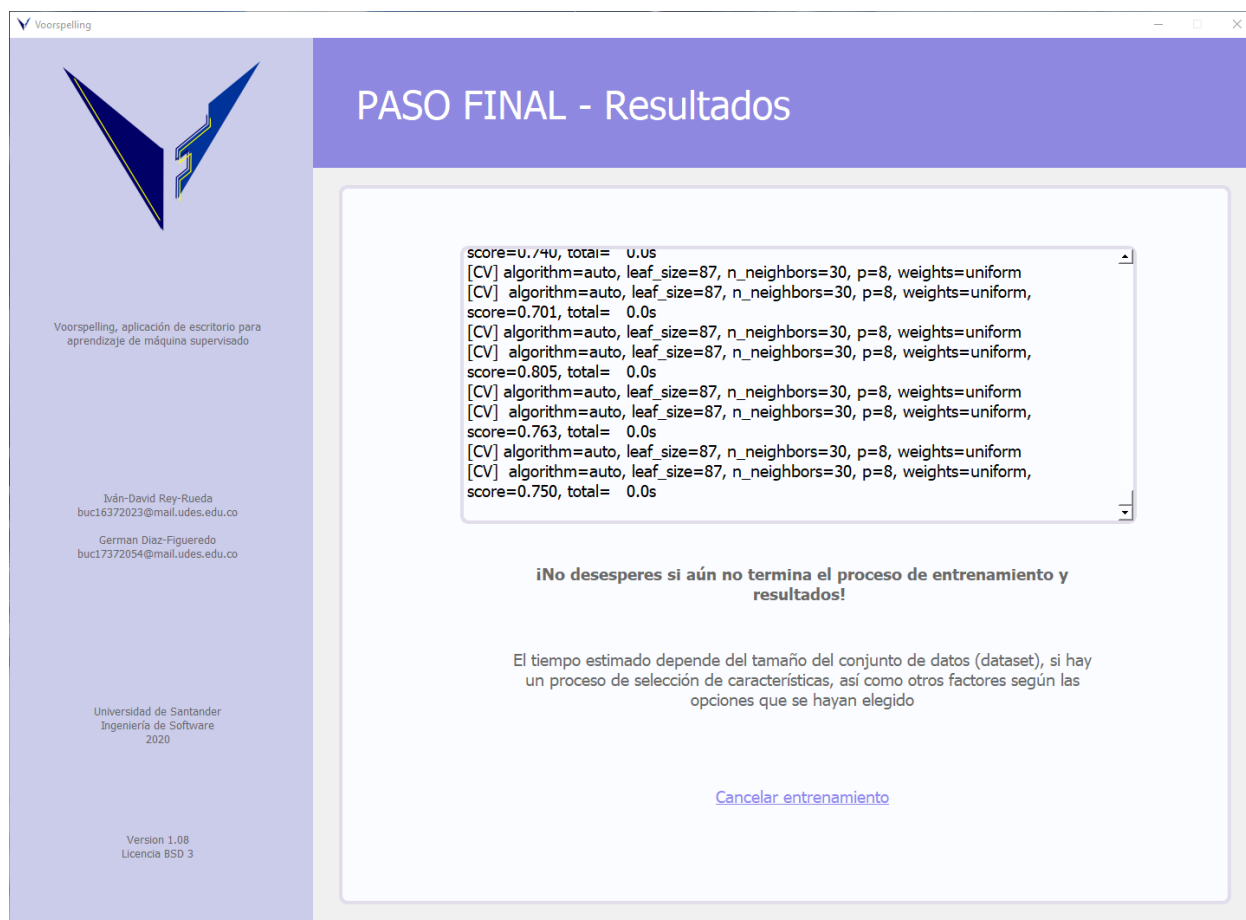 Voorspelling
PASO FINAL - Resultados
Voorspelling, aplicación de escritorio para
aprendizaje de máquina supervisado
Iván-David Rey-Rueda
buc16372023@mail.udes.edu.co
German Diaz-Figueredo
buc17372054@mail.udes.edu.co
Universidad de Santander
Ingeniería de Software
2020
Version 1.08
Licencia BSD 3
score=0.740, total=   0.0s
[CV] algorithm=auto, leaf_size=87, n_neighbors=30, p=8, weights=uniform
[CV]  algorithm=auto, leaf_size=87, n_neighbors=30, p=8, weights=uniform,
score=0.701, total=   0.0s
[CV] algorithm=auto, leaf_size=87, n_neighbors=30, p=8, weights=uniform
[CV]  algorithm=auto, leaf_size=87, n_neighbors=30, p=8, weights=uniform,
score=0.805, total=   0.0s
[CV] algorithm=auto, leaf_size=87, n_neighbors=30, p=8, weights=uniform
[CV]  algorithm=auto, leaf_size=87, n_neighbors=30, p=8, weights=uniform,
score=0.763, total=   0.0s
[CV] algorithm=auto, leaf_size=87, n_neighbors=30, p=8, weights=uniform
[CV]  algorithm=auto, leaf_size=87, n_neighbors=30, p=8, weights=uniform,
score=0.750, total=   0.0s
¡No desesperes si aún no termina el proceso de entrenamiento y
resultados!
El tiempo estimado depende del tamaño del conjunto de datos (dataset), si hay
un proceso de selección de características, así como otros factores según las
opciones que se hayan elegido
Cancelar entrenamiento